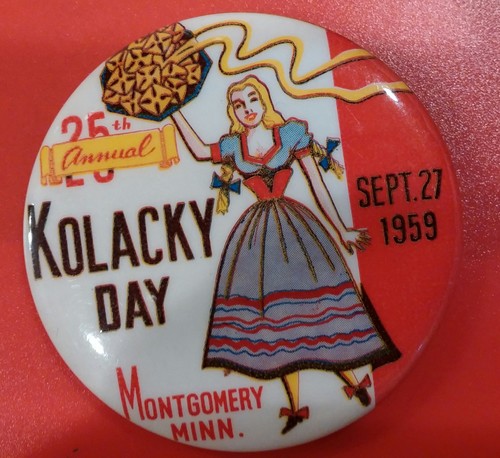 25th
Annual
KOLACKY
DAY
SEPT. 27
1959
MONTGOMERY
MINN.